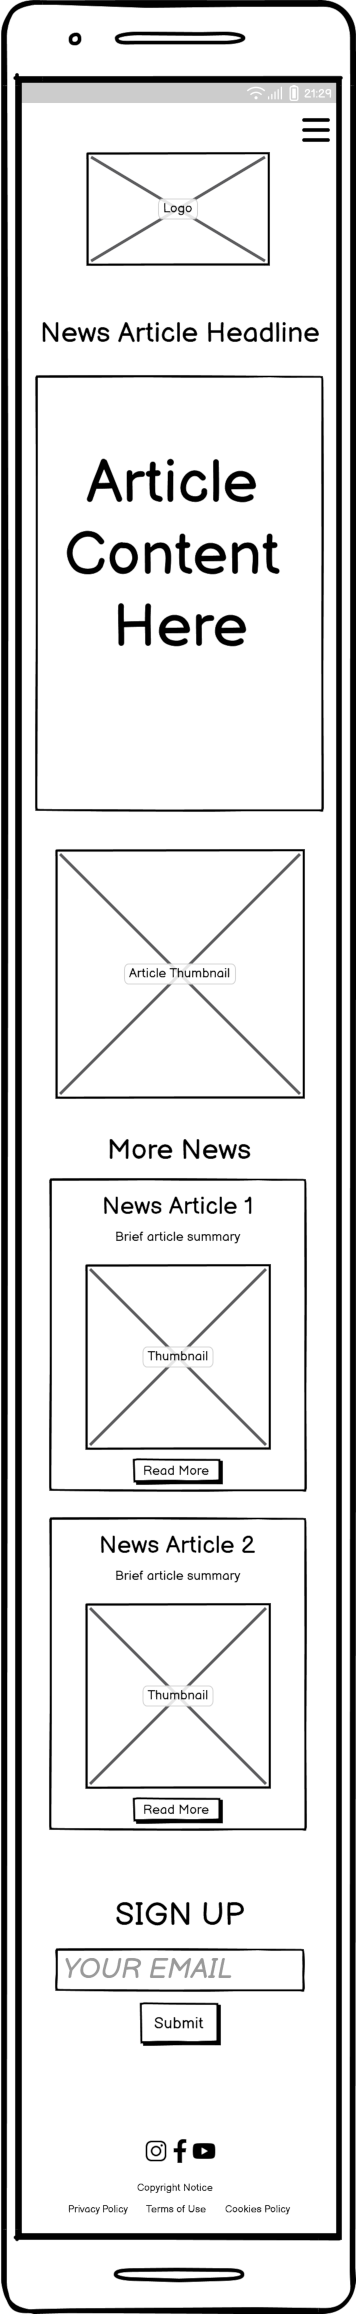 21:29
Logo
News Article Headline
Article
Content
Here
Article Thumbnail
More News
News Article 1
Brief article summary
Thumbnail
Read More
News Article 2
Brief article summary
Thumbnail
Read More
SIGN UP
YOUR EMAIL
Submit
Copyright Notice
Privacy Policy Terms of Use Cookies Policy